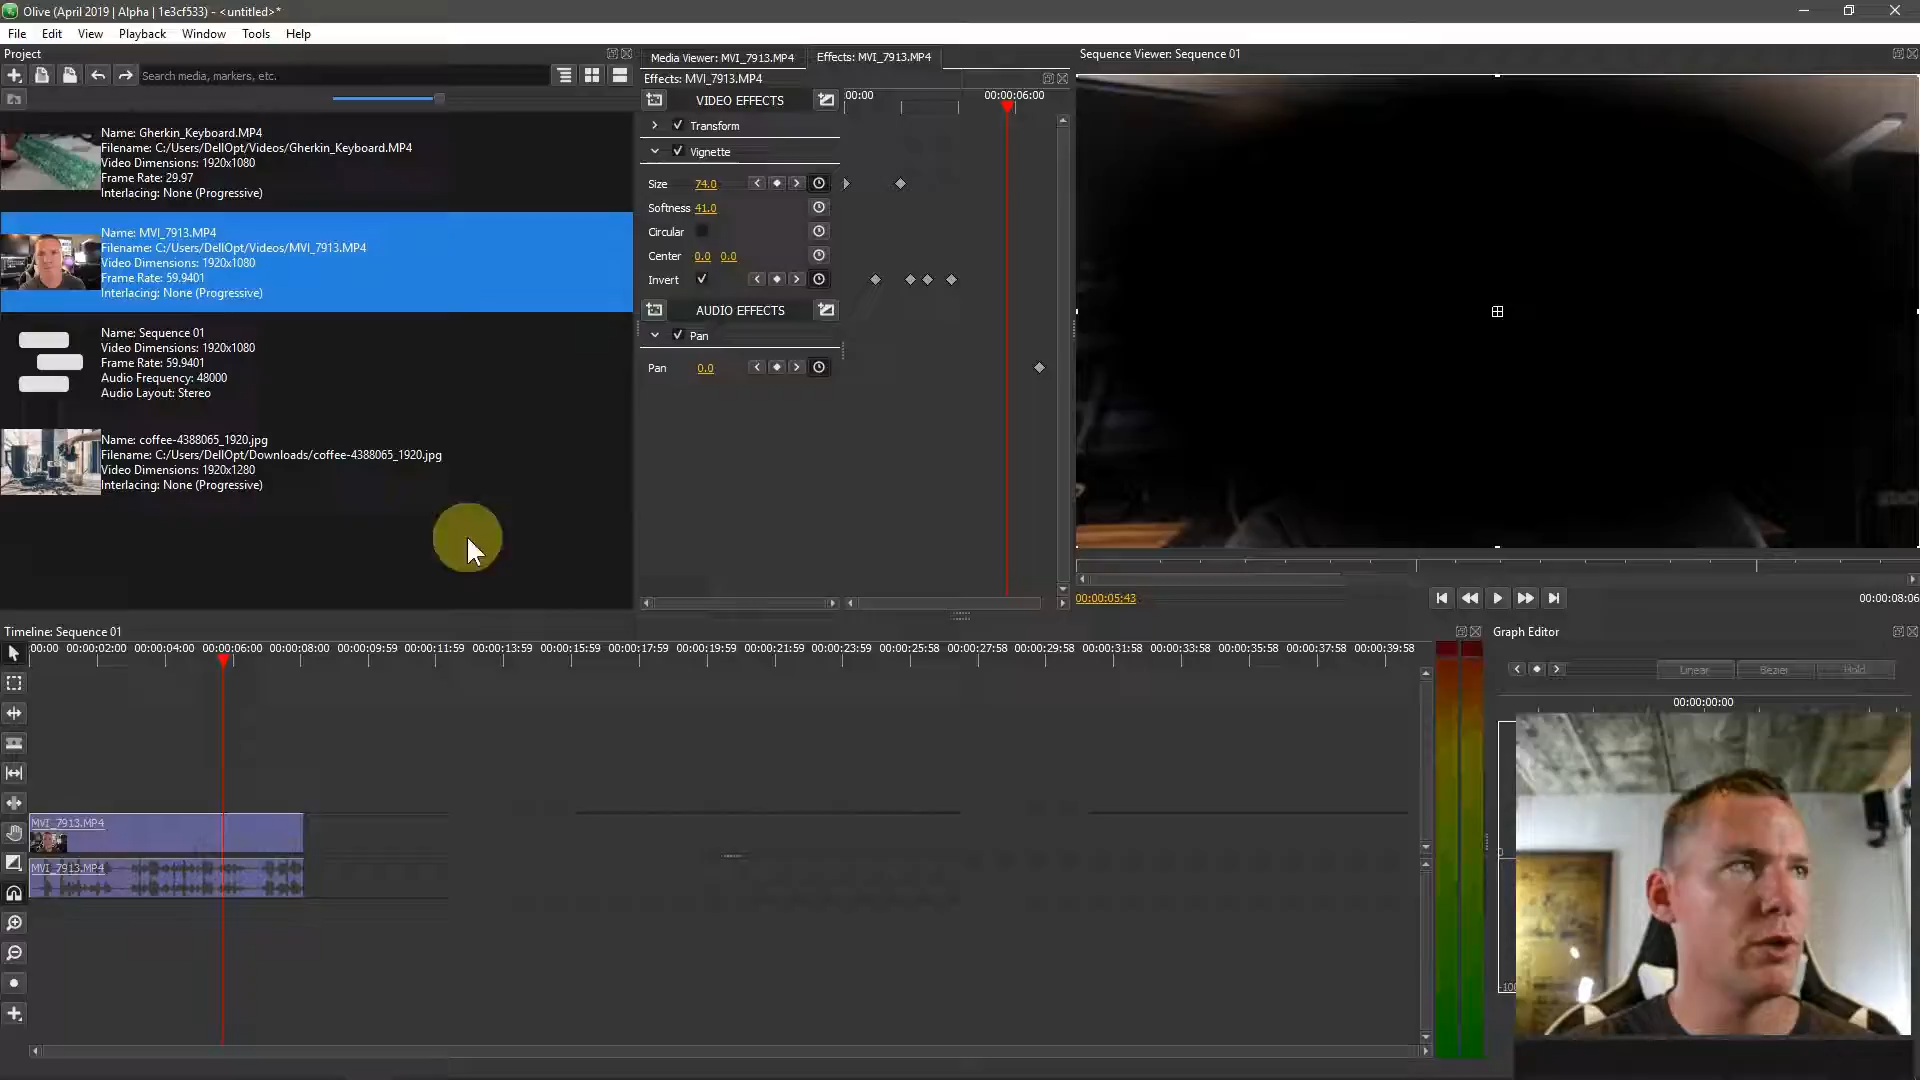 Olive (April 2019 | Alpha | 1e3cf533) - <untitled>*
File Edit View Playback Window Tools Help
Project
Search media, markers, etc.
Name: Gherkin_Keyboard.MP4
Filename: C:/Users/DellOpt/Videos/Gherkin_Keyboard.MP4
Video Dimensions: 1920x1080
Frame Rate: 29.97
Interlacing: None (Progressive)
Name: MVI_7913.MP4
Filename: C:/Users/DellOpt/Videos/MVI_7913.MP4
Video Dimensions: 1920x1080
Frame Rate: 59.9401
Interlacing: None (Progressive)
Name: Sequence 01
Video Dimensions: 1920x1080
Frame Rate: 59.9401
Audio Frequency: 48000
Audio Layout: Stereo
Name: coffee-4388065_1920.jpg
Filename: C:/Users/DellOpt/Downloads/coffee-4388065_1920.jpg
Video Dimensions: 1920x1280
Interlacing: None (Progressive)
Media Viewer: MVI_7913.MP4 Effects: MVI_7913.MP4
Effects: MVI_7913.MP4
VIDEO EFFECTS
:00:00 00:00:06:00
Transform
Vignette
Size 74.0
Softness 41.0
Circular
Center 0.0 0.0
Invert
AUDIO EFFECTS
Pan
Pan 0.0
Sequence Viewer: Sequence 01
00:00:05:43 00:00:08:06
Timeline: Sequence 01
00:00 00:00:02:00 00:00:04:00 00:00:06:00 00:00:08:00 00:00:09:59 00:00:11:59 00:00:13:59 00:00:15:59 00:00:17:59 00:00:19:59 00:00:21:59 00:00:23:59 00:00:25:58 00:00:27:58 00:00:29:58 00:00:31:58 00:00:33:58 00:00:35:58 00:00:37:58 00:00:39:58
MVI_7913.MP4
MVI_7913.MP4
Graph Editor
Linear Bezier Hold
00:00:00:00
0
-100